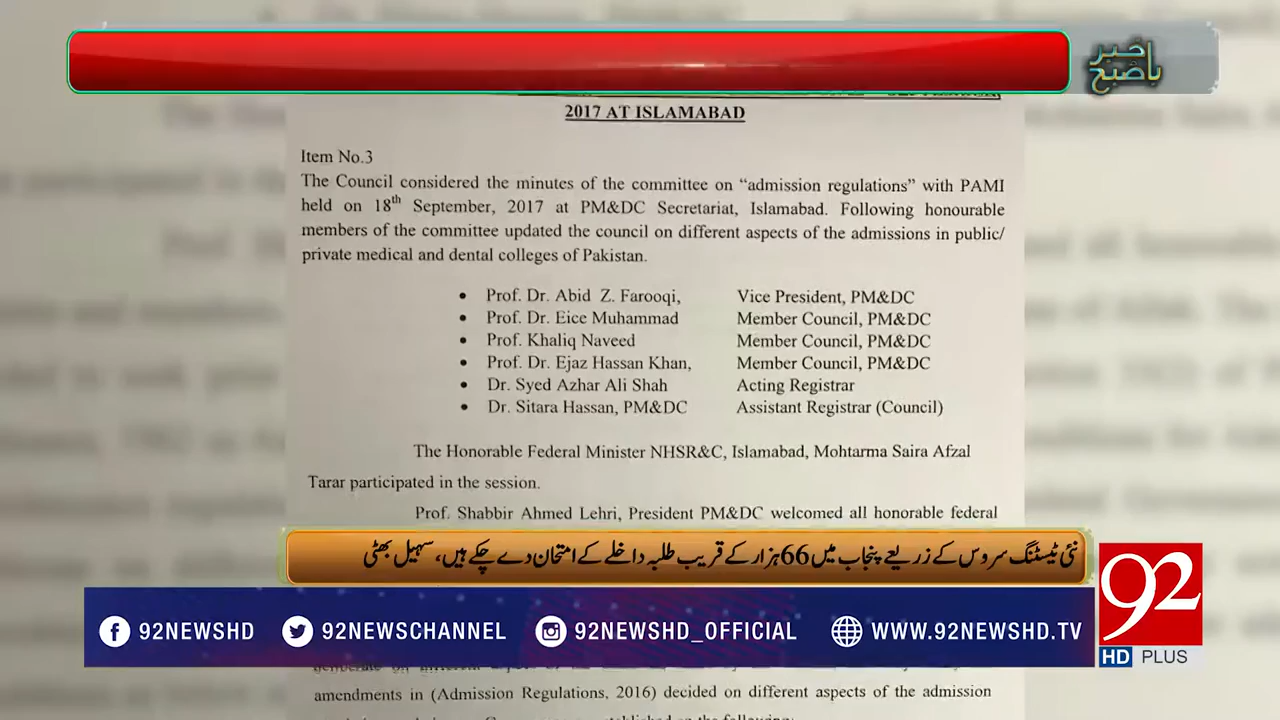 باخبر
صبح
2017 AT ISLAMABAD
Item No.3
The Council considered the minutes of the committee on “admission regulations” with PAMI
held on 18th September, 2017 at PM&DC Secretariat, Islamabad. Following honourable
members of the committee updated the council on different aspects of the admissions in public/
private medical and dental colleges of Pakistan.
• Prof. Dr. Abid Z. Farooqi, Vice President, PM&DC
• Prof. Dr. Eice Muhammad Member Council, PM&DC
• Prof. Khaliq Naveed Member Council, PM&DC
• Prof. Dr. Ejaz Hassan Khan, Member Council, PM&DC
• Dr. Syed Azhar Ali Shah Acting Registrar
• Dr. Sitara Hassan, PM&DC Assistant Registrar (Council)
The Honorable Federal Minister NHSR&C, Islamabad, Mohtarma Saira Afzal
Tarar participated in the session.
Prof. Shabbir Ahmed Lehri, President PM&DC welcomed all honorable federal
نئی ٹیسٹنگ سروس کے زریعے پنجاب میں 66 ہزار کے قریب طلبہ داخلے کے امتحان دے چکے ہیں، سہیل بھٹی
92NEWSHD 92NEWSCHANNEL 92NEWSHD_OFFICIAL WWW.92NEWSHD.TV
92
HD PLUS
amendments in (Admission Regulations, 2016) decided on different aspects of the admission